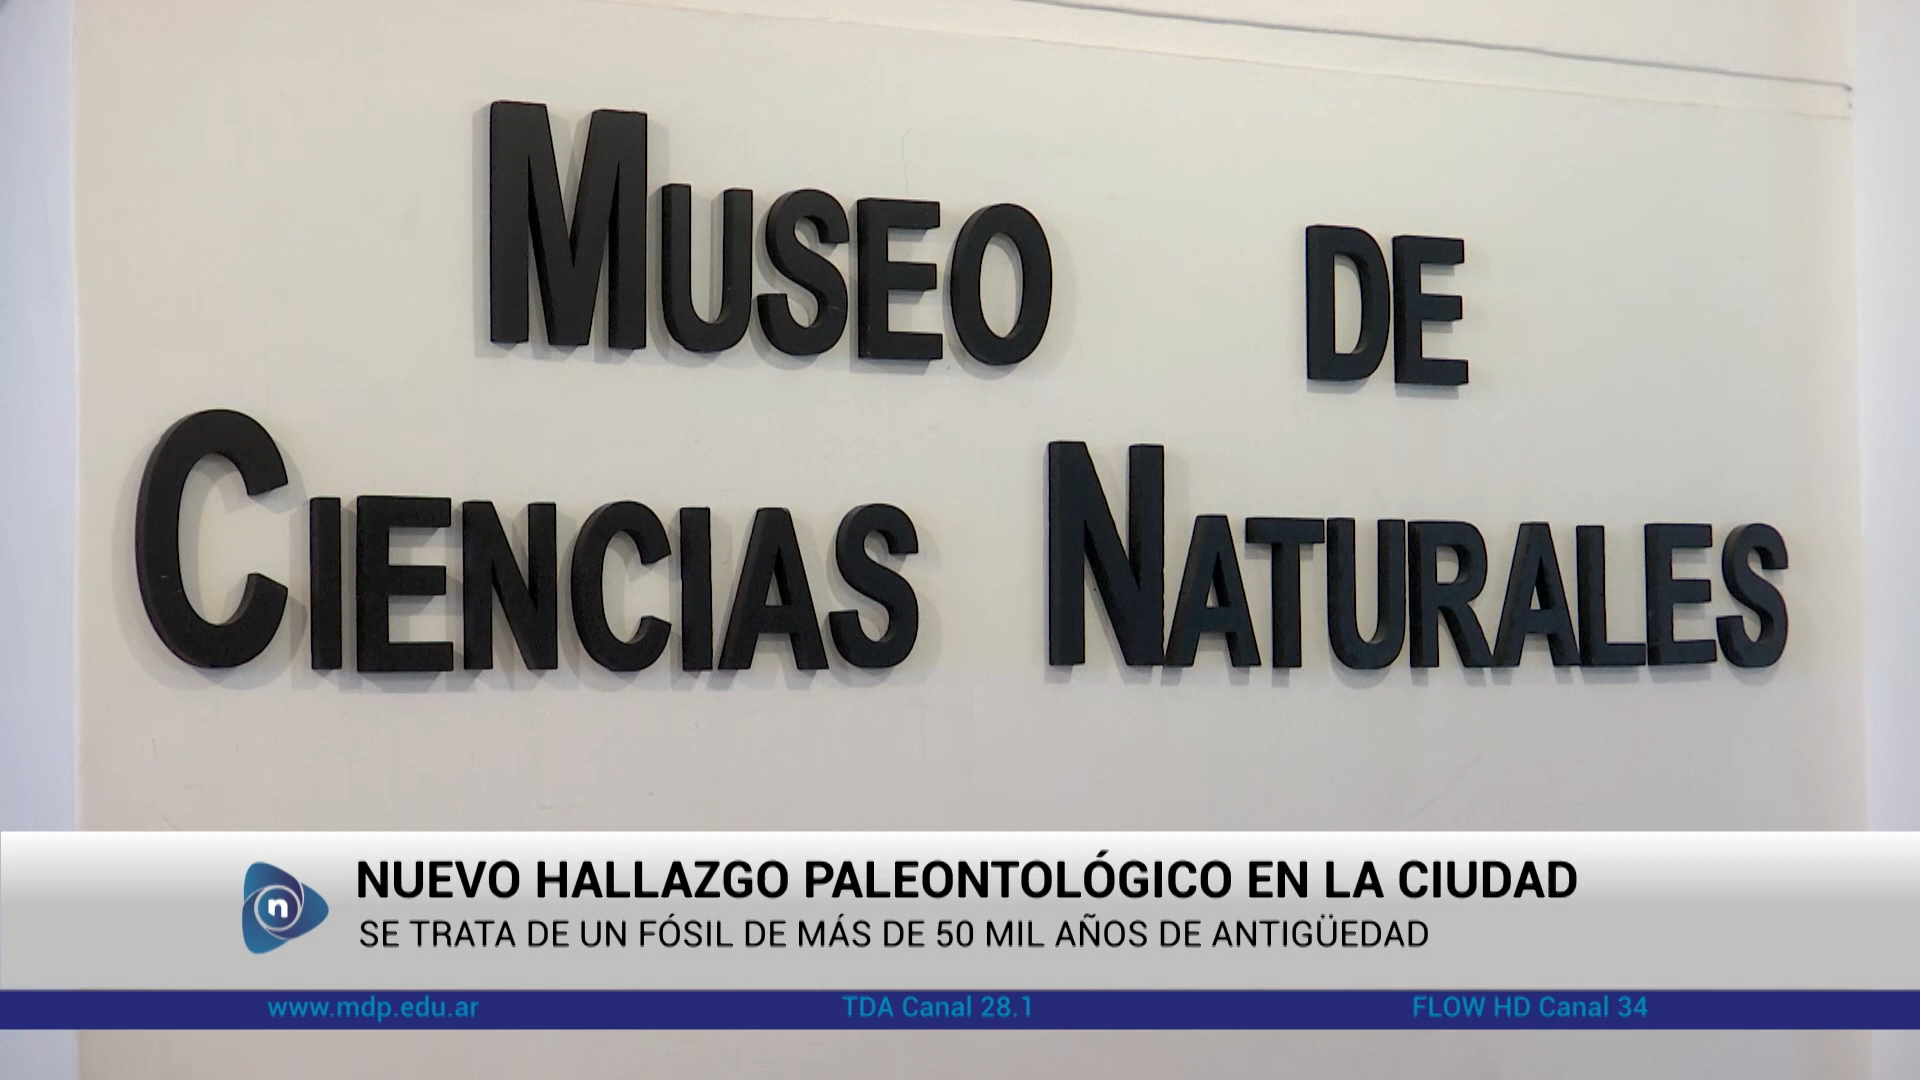 MUSEO DE
CIENCIAS NATURALES
n
NUEVO HALLAZGO PALEONTOLÓGICO EN LA CIUDAD
SE TRATA DE UN FÓSIL DE MÁS DE 50 MIL AÑOS DE ANTIGÜEDAD
www.mdp.edu.ar TDA Canal 28.1 FLOW HD Canal 34